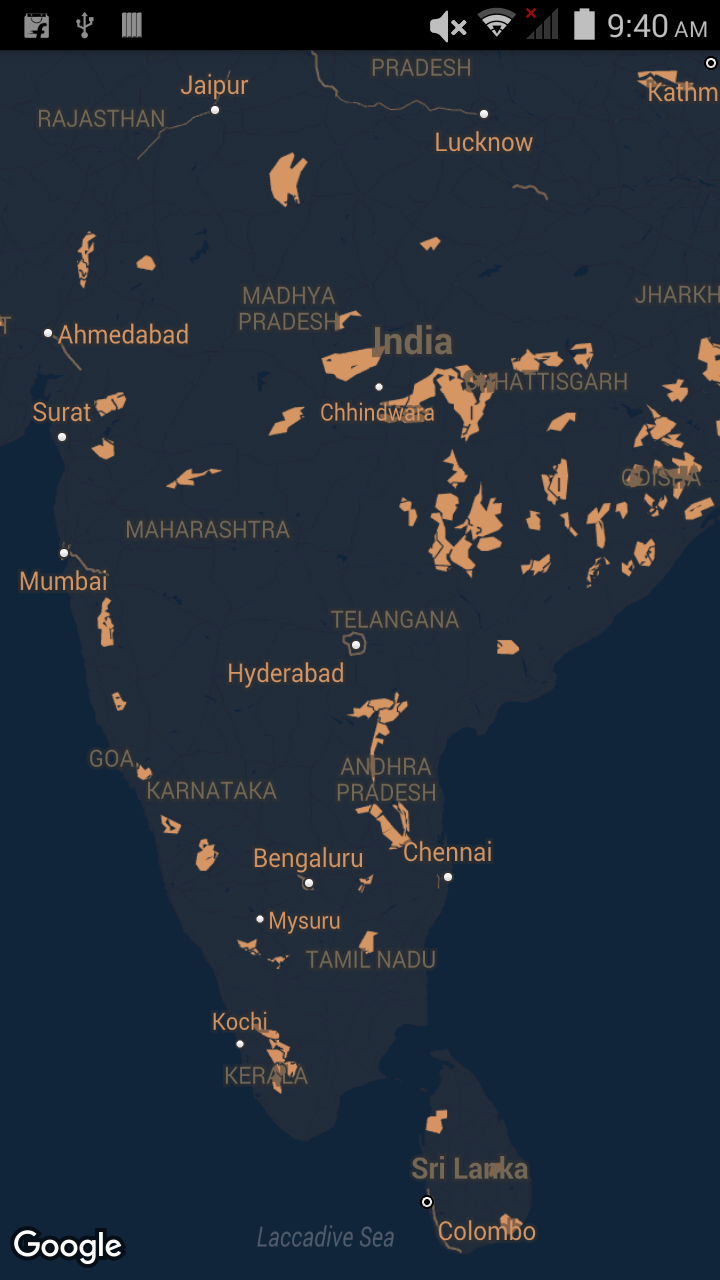 9:40 AM
PRADESH
Jaipur
Kathm
RAJASTHAN
Lucknow
MADHYA
PRADESH
JHARKH
T
Ahmedabad
India
CHHATTISGARH
Surat
Chhindwara
ODISHA
MAHARASHTRA
Mumbai
TELANGANA
Hyderabad
GOA
ANDHRA
PRADESH
KARNATAKA
Bengaluru
Chennai
Mysuru
TAMIL NADU
Kochi
KERALA
Sri Lanka
Colombo
Laccadive Sea
Google